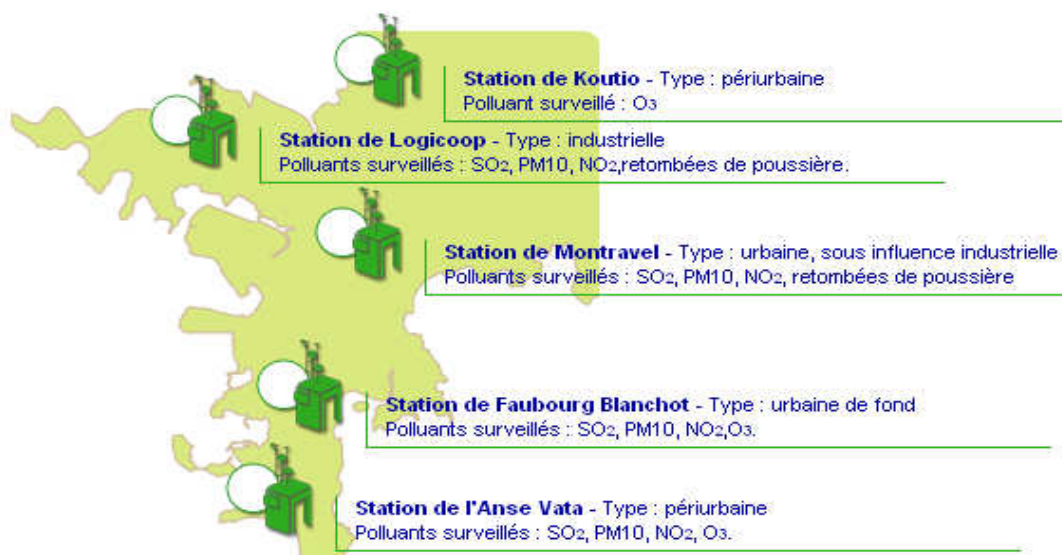 Station de Koutio - Type : périurbaine
Polluant surveillé : O3
Station de Logicoop - Type : industrielle
Polluants surveillés : SO2, PM10, NO2,retombées de poussière.
Station de Montravel - Type : urbaine, sous influence industrielle
Polluants surveillés : SO2, PM10, NO2, retombées de poussière
Station de Faubourg Blanchot - Type : urbaine de fond
Polluants surveillés : SO2, PM10, NO2,O3.
Station de l'Anse Vata - Type : périurbaine
Polluants surveillés : SO2, PM10, NO2, O3.